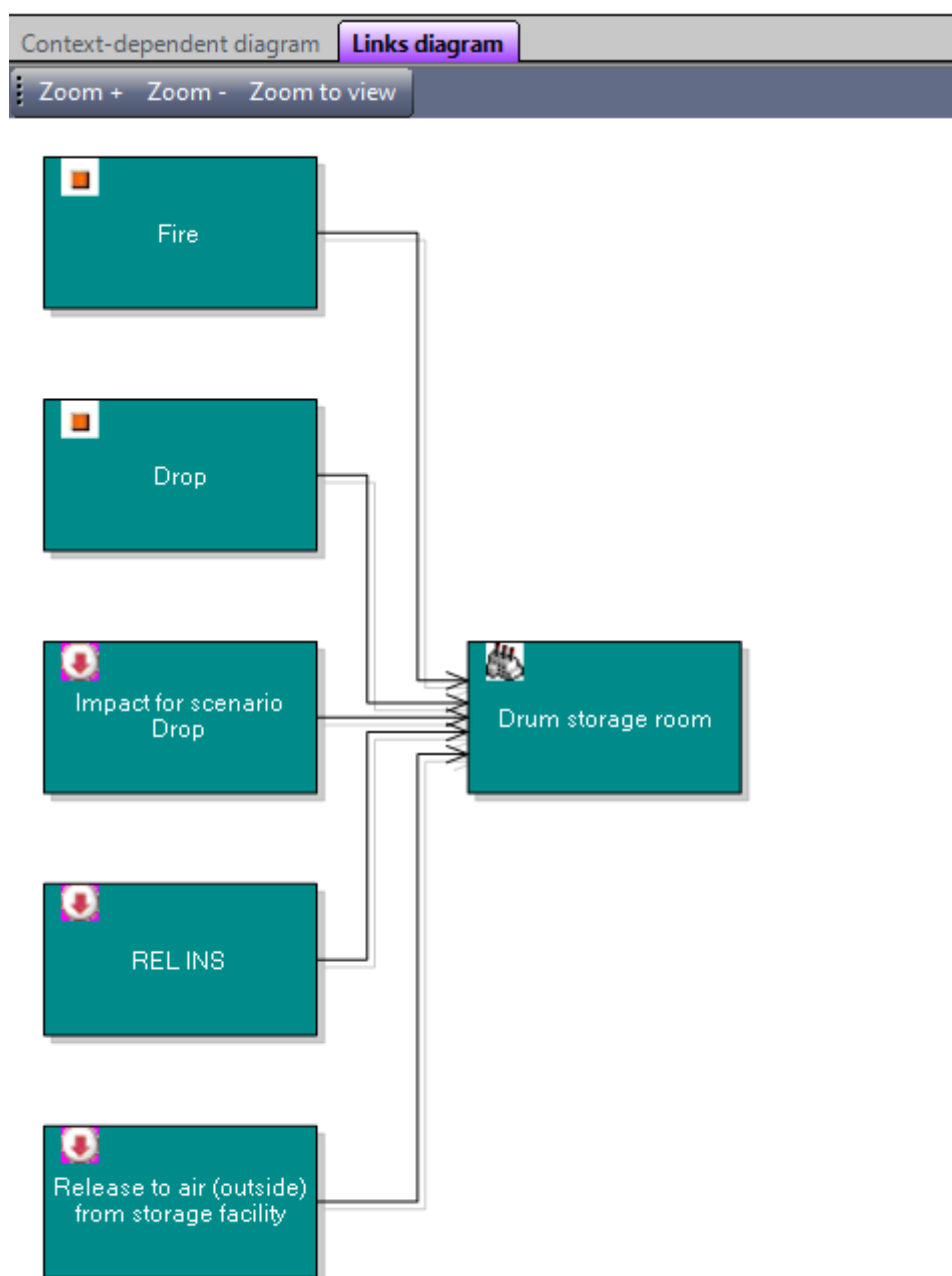 Context-dependent diagram Links diagram
Zoom + Zoom - Zoom to view
Fire
Drop
Impact for scenario
Drop
Drum storage room
REL INS
Release to air (outside)
from storage facility